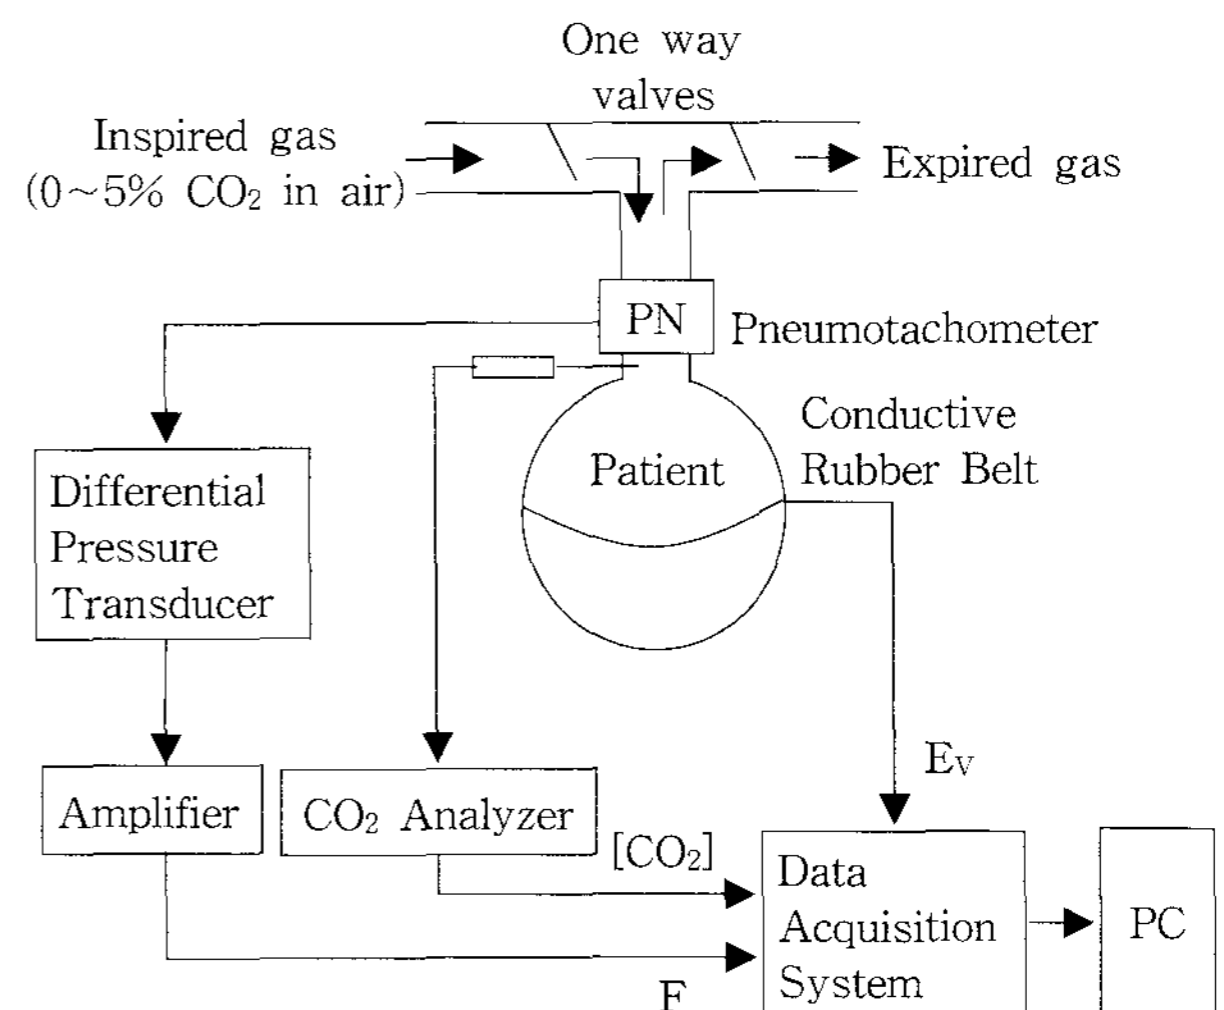 One way
valves
Inspired gas
(0~5% CO₂ in air)
Expired gas
PN
Pneumotachometer
Conductive
Rubber Belt
Patient
Differential
Pressure
Transducer
Eᵥ
Amplifier
CO₂ Analyzer
[CO₂]
Data
Acquisition
System
PC
F